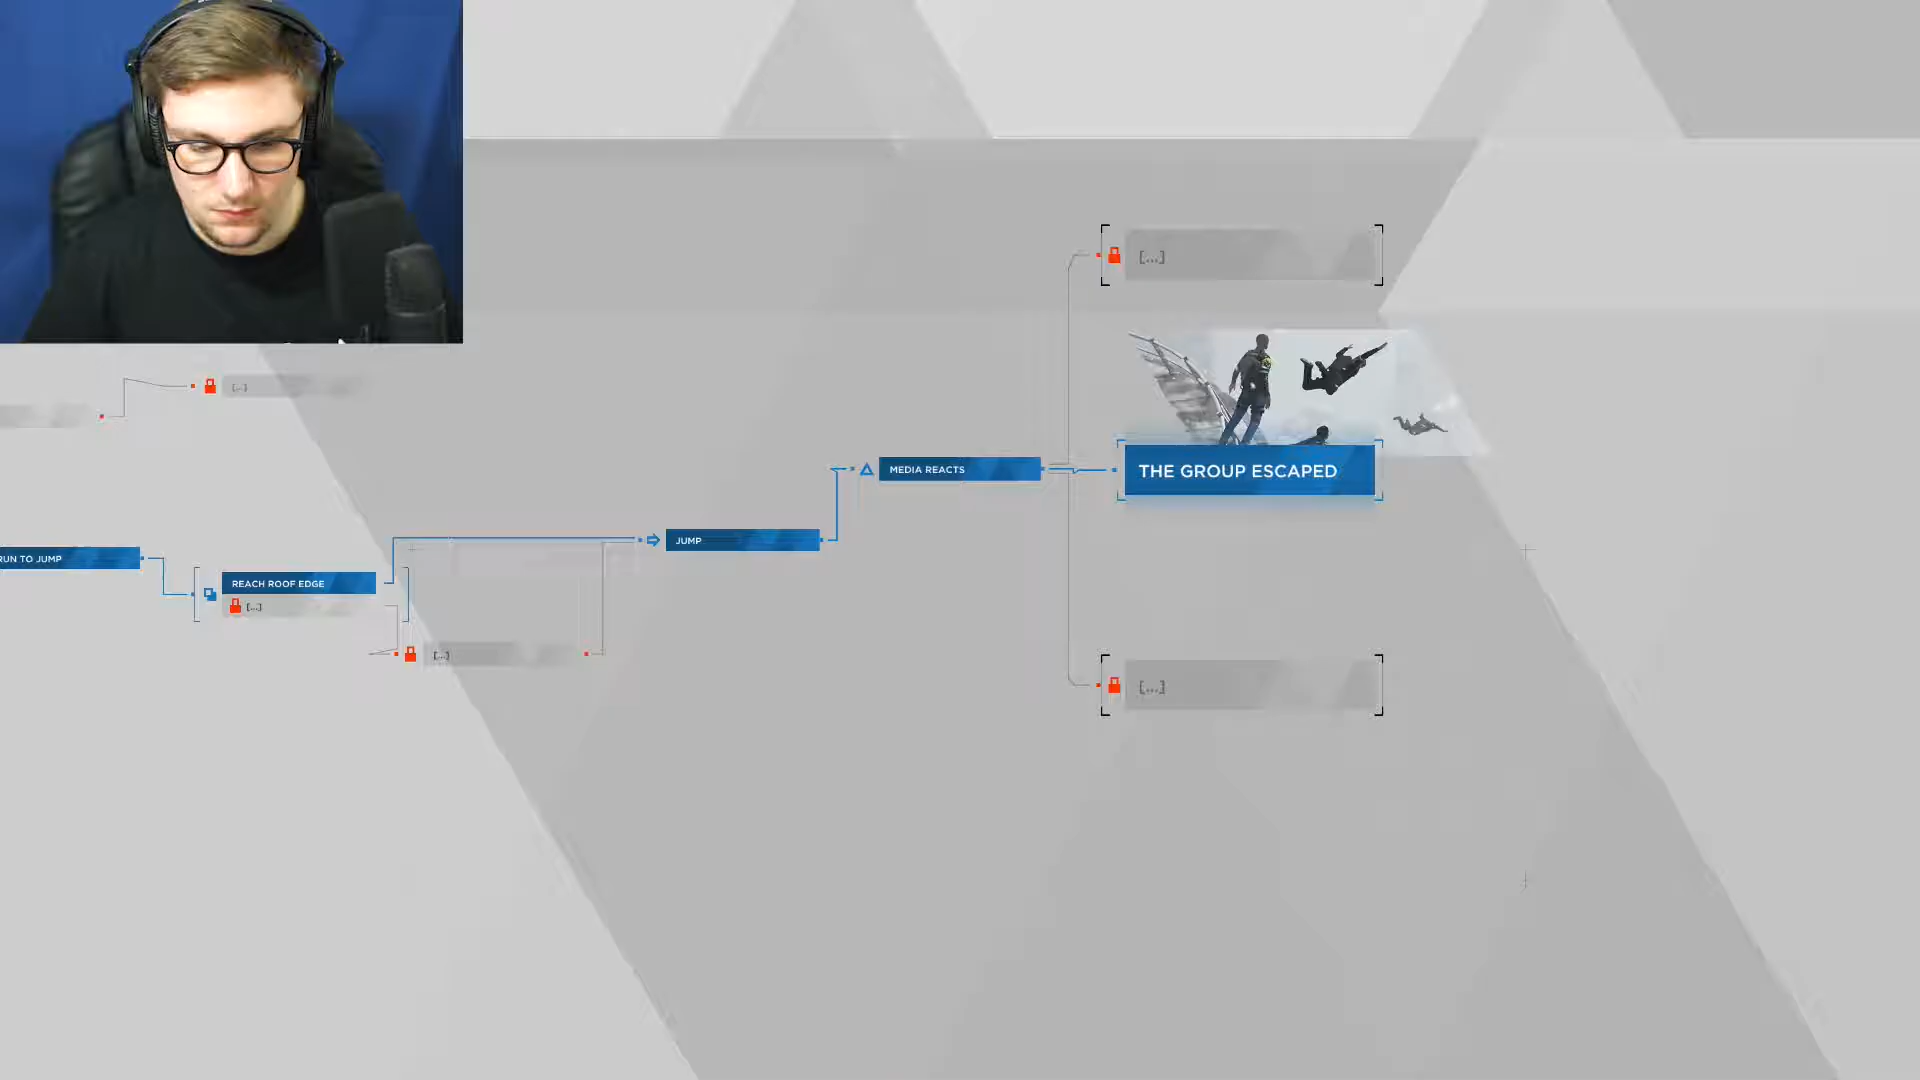 [...]
[...]
MEDIA REACTS
THE GROUP ESCAPED
JUMP
RUN TO JUMP
REACH ROOF EDGE
[...]
[...]
[...]